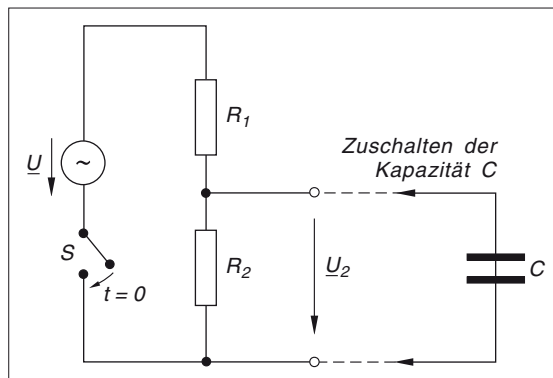 R1
U
~
Zuschalten der
Kapazität C
S
R2
U2
C
t = 0